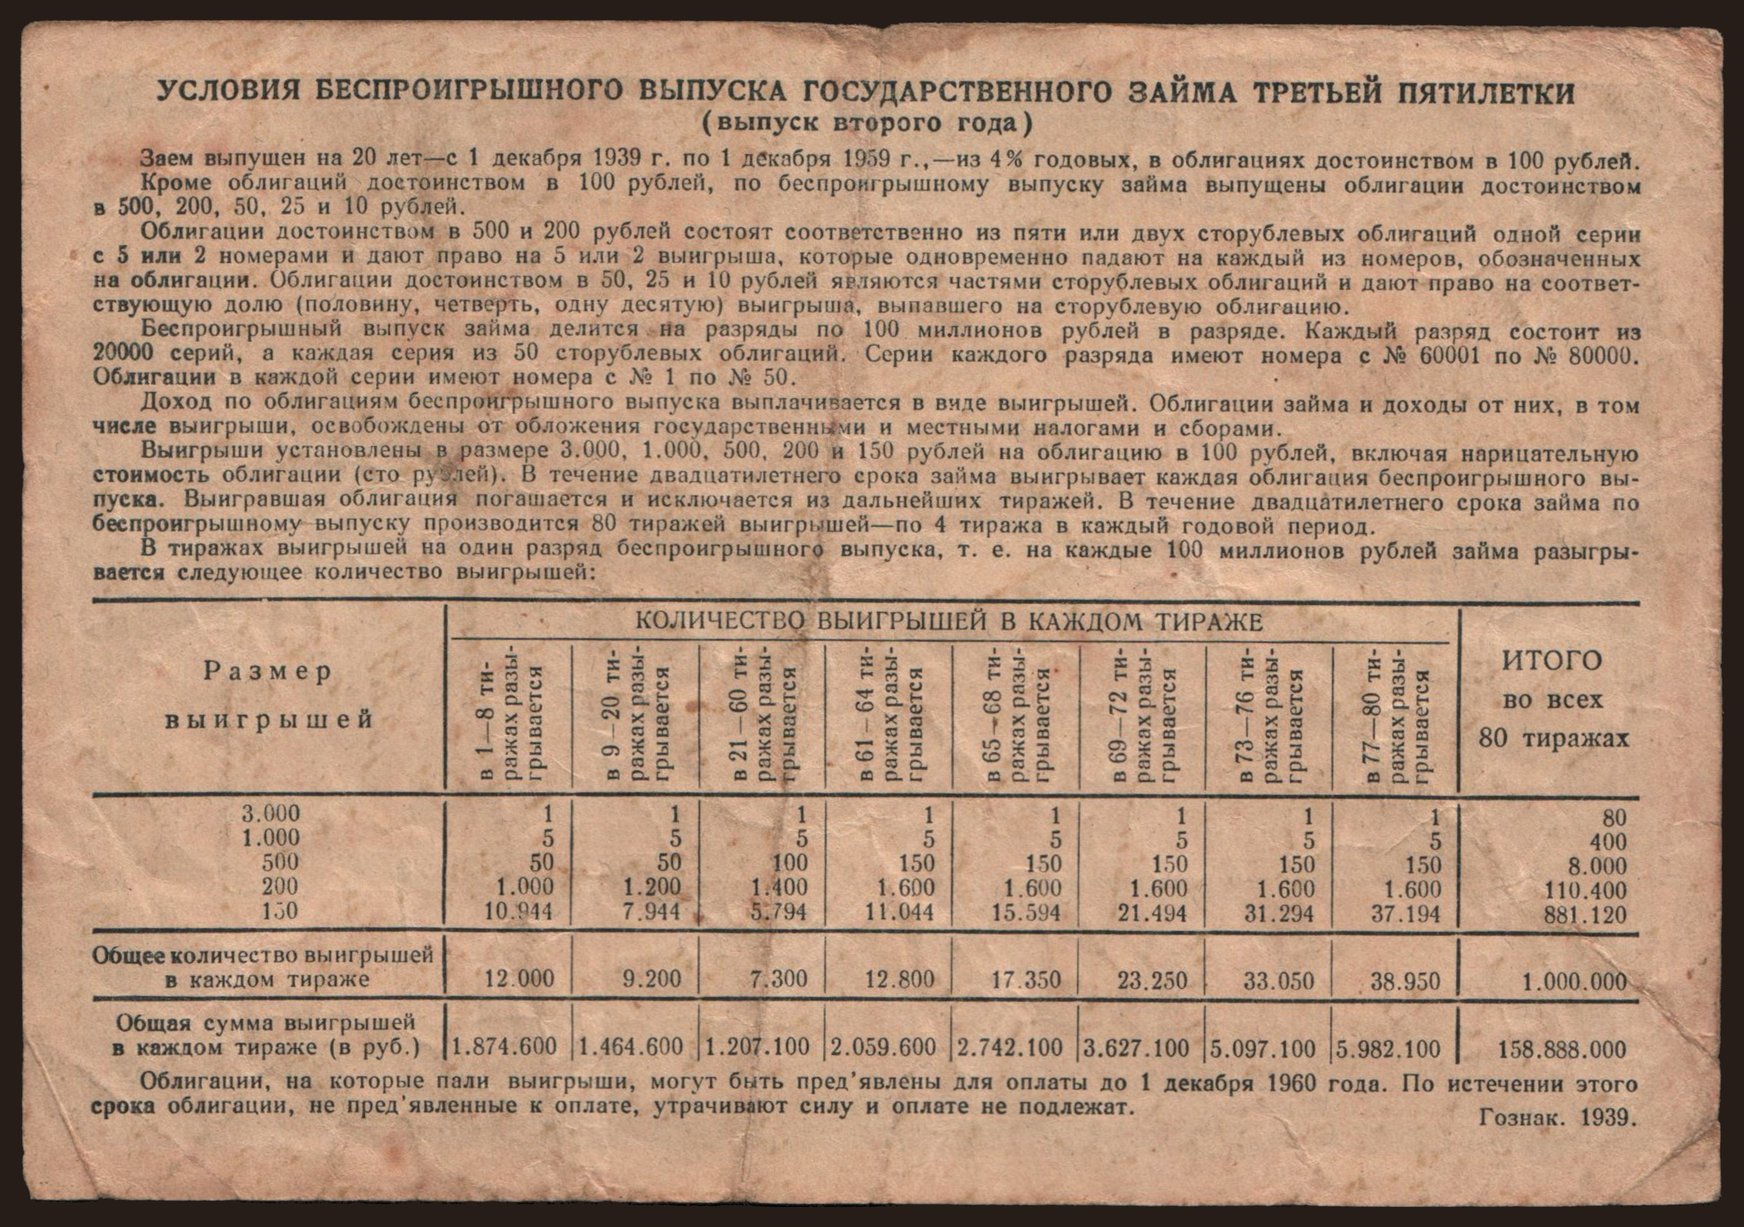 УСЛОВИЯ БЕСПРОИГРЫШНОГО ВЫПУСКА ГОСУДАРСТВЕННОГО ЗАЙМА ТРЕТЬЕЙ ПЯТИЛЕТКИ
(выпуск второго года)
Заем выпущен на 20 лет—с 1 декабря 1939 г. по 1 декабря 1959 г.,—из 4% годовых, в облигациях достоинством в 100 рублей.
Кроме облигаций достоинством в 100 рублей, по беспроигрышному выпуску займа выпущены облигации достоинством
в 500, 200, 50, 25 и 10 рублей.
Облигации достоинством в 500 и 200 рублей состоят соответственно из пяти или двух сторублевых облигаций одной серии
с 5 или 2 номерами и дают право на 5 или 2 выигрыша, которые одновременно падают на каждый из номеров, обозначенных
на облигации. Облигации достоинством в 50, 25 и 10 рублей являются частями сторублевых облигаций и дают право на соответ-
ствующую долю (половину, четверть, одну десятую) выигрыша, выпавшего на сторублевую облигацию.
Беспроигрышный выпуск займа делится на разряды по 100 миллионов рублей в разряде. Каждый разряд состоит из
20000 серий, а каждая серия из 50 сторублевых облигаций. Серии каждого разряда имеют номера с № 60001 по № 80000.
Облигации в каждой серии имеют номера с № 1 по № 50.
Доход по облигациям беспроигрышного выпуска выплачивается в виде выигрышей. Облигации займа и доходы от них, в том
числе выигрыши, освобождены от обложения государственными и местными налогами и сборами.
Выигрыши установлены в размере 3.000, 1.000, 500, 200 и 150 рублей на облигацию в 100 рублей, включая нарицательную
стоимость облигации (сто рублей). В течение двадцатилетнего срока займа выигрывает каждая облигация беспроигрышного вы-
пуска. Выигравшая облигация погашается и исключается из дальнейших тиражей. В течение двадцатилетнего срока займа по
беспроигрышному выпуску производится 80 тиражей выигрышей—по 4 тиража в каждый годовой период.
В тиражах выигрышей на один разряд беспроигрышного выпуска, т. е. на каждые 100 миллионов рублей займа разыгры-
вается следующее количество выигрышей:
Размер выигрышей
КОЛИЧЕСТВО ВЫИГРЫШЕЙ В КАЖДОМ ТИРАЖЕ
в 1—8 ти-
ражах разы-
грывается
в 9—20 ти-
ражах разы-
грывается
в 21—60 ти-
ражах разы-
грывается
в 61—64 ти-
ражах разы-
грывается
в 65—68 ти-
ражах разы-
грывается
в 69—72 ти-
ражах разы-
грывается
в 73—76 ти-
ражах разы-
грывается
в 77—80 ти-
ражах разы-
грывается
ИТОГО
во всех
80 тиражах
3.000 1 1 1 1 1 1 1 1 80
1.000 5 5 5 5 5 5 5 5 400
500 50 50 100 150 150 150 150 150 8.000
200 1.000 1.200 1.400 1.600 1.600 1.600 1.600 1.600 110.400
150 10.944 7.944 5.794 11.044 15.594 21.494 31.294 37.194 881.120
Общее количество выигрышей
в каждом тираже 12.000 9.200 7.300 12.800 17.350 23.250 33.050 38.950 1.000.000
Общая сумма выигрышей
в каждом тираже (в руб.) 1.874.600 1.464.600 1.207.100 2.059.600 2.742.100 3.627.100 5.097.100 5.982.100 158.888.000
Облигации, на которые пали выигрыши, могут быть пред'явлены для оплаты до 1 декабря 1960 года. По истечении этого
срока облигации, не пред'явленные к оплате, утрачивают силу и оплате не подлежат.
Гознак. 1939.